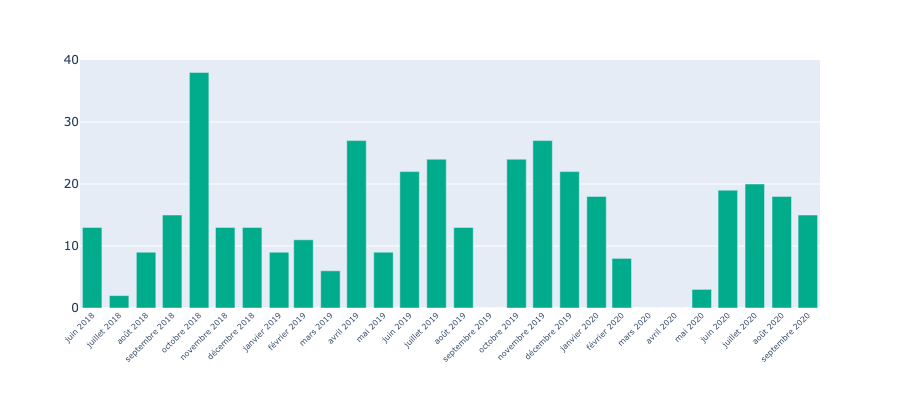 40
30
20
10
0
juin 2018
juillet 2018
août 2018
septembre 2018
octobre 2018
novembre 2018
décembre 2018
janvier 2019
février 2019
mars 2019
avril 2019
mai 2019
juin 2019
juillet 2019
août 2019
septembre 2019
octobre 2019
novembre 2019
décembre 2019
janvier 2020
février 2020
mars 2020
avril 2020
mai 2020
juin 2020
juillet 2020
août 2020
septembre 2020